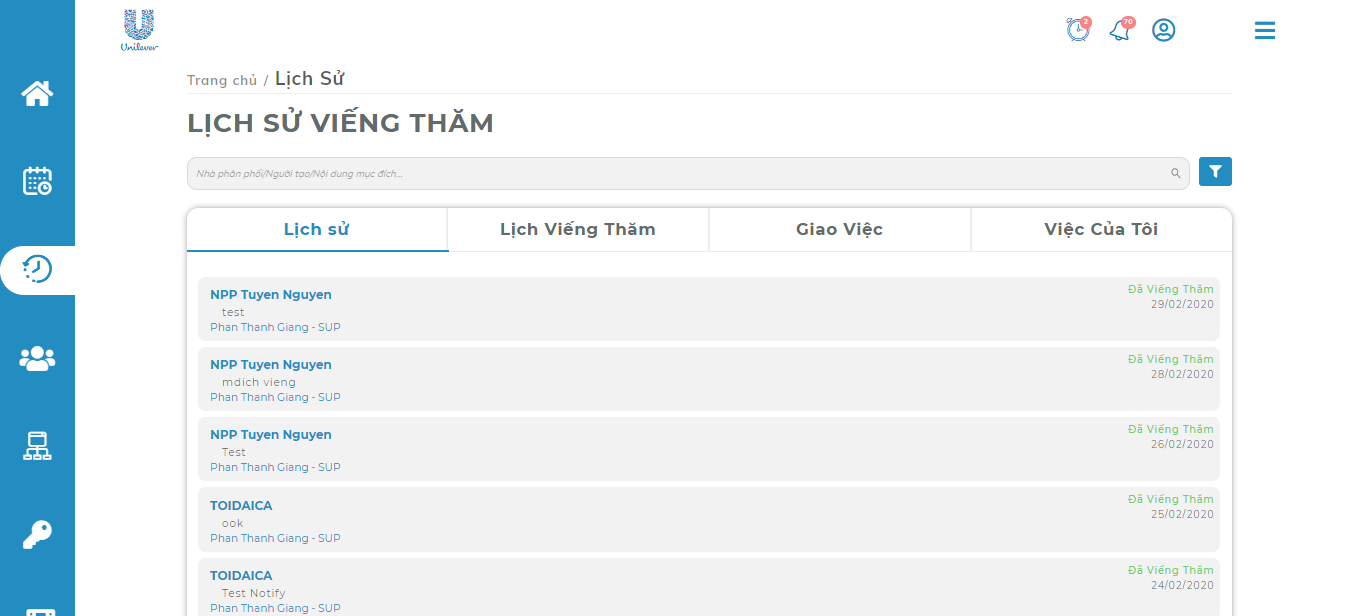 Unilever
2
70
Trang chủ / Lịch Sử
LỊCH SỬ VIẾNG THĂM
Nhà phân phối/Người tạo/Nội dung mục đích...
Lịch sử
Lịch Viếng Thăm
Giao Việc
Việc Của Tôi
NPP Tuyen Nguyen
Đã Viếng Thăm
test
29/02/2020
Phan Thanh Giang - SUP
NPP Tuyen Nguyen
Đã Viếng Thăm
mdich vieng
28/02/2020
Phan Thanh Giang - SUP
NPP Tuyen Nguyen
Đã Viếng Thăm
Test
26/02/2020
Phan Thanh Giang - SUP
TOIDAICA
Đã Viếng Thăm
ook
25/02/2020
Phan Thanh Giang - SUP
TOIDAICA
Đã Viếng Thăm
Test Notify
24/02/2020
Phan Thanh Giang - SUP